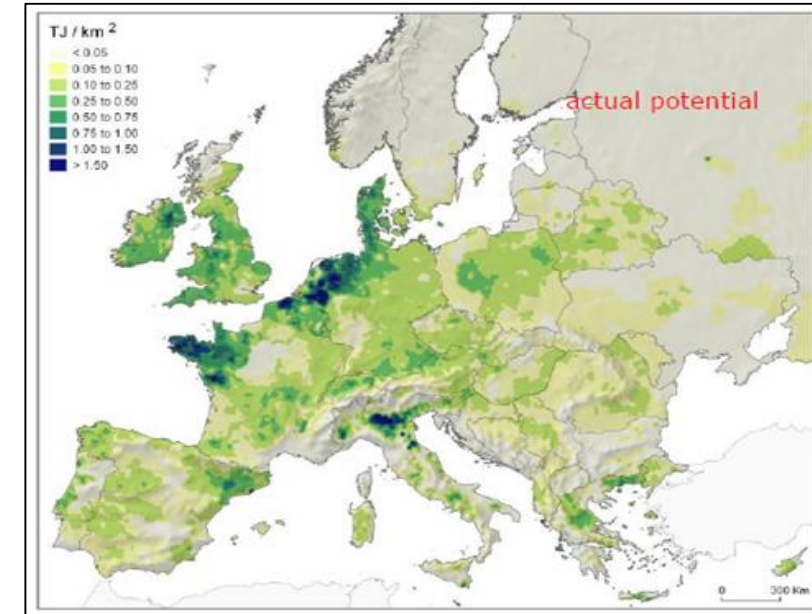 TJ / km 2
< 0.05
0.05 to 0.10
0.10 to 0.25
0.25 to 0.50
0.50 to 0.75
0.75 to 1.00
1.00 to 1.50
> 1.50
actual potential
0 300 Km